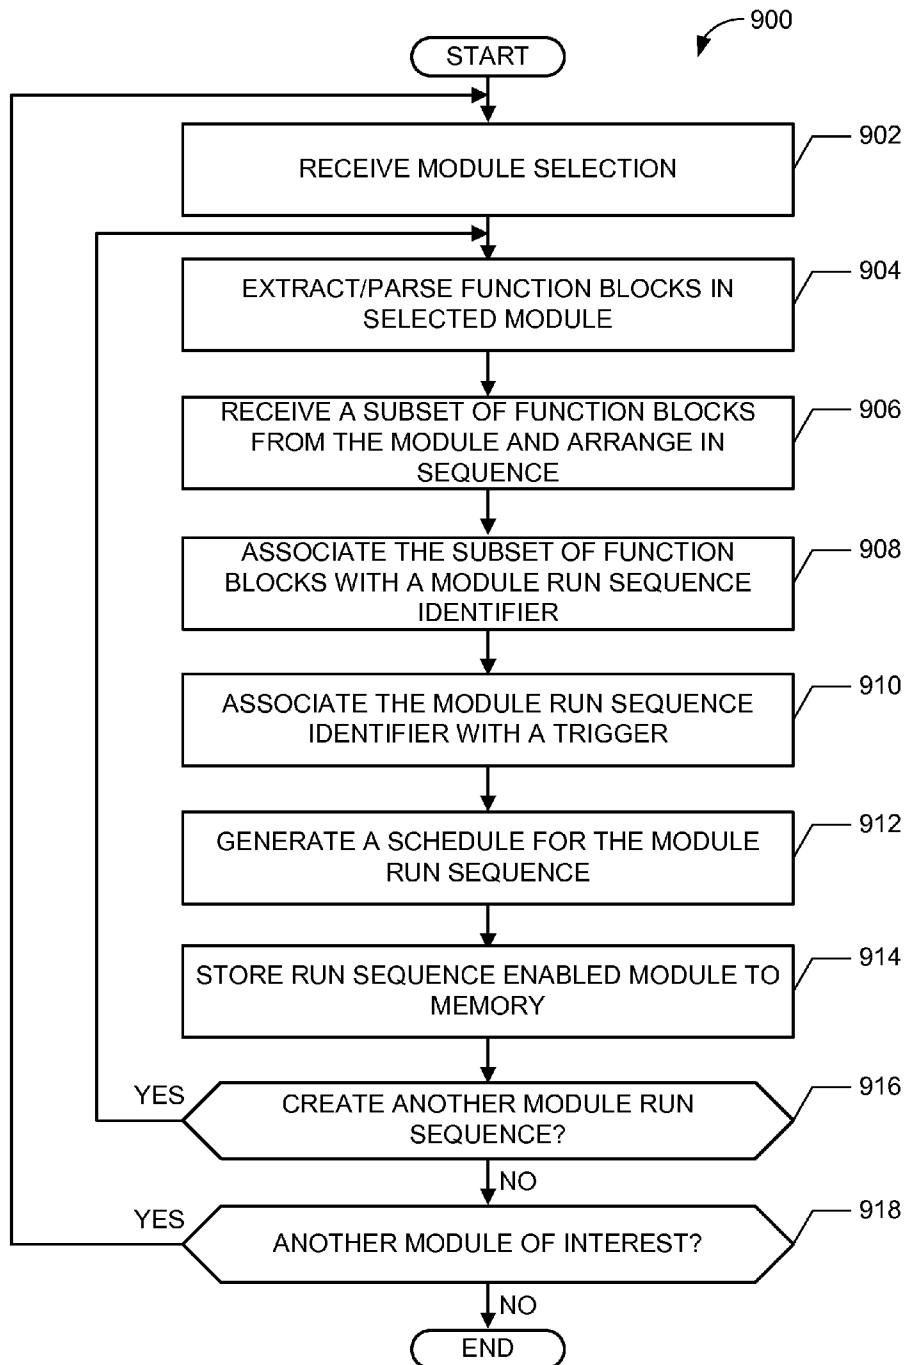 900
START
RECEIVE MODULE SELECTION
902
EXTRACT/PARSE FUNCTION BLOCKS IN
SELECTED MODULE
904
RECEIVE A SUBSET OF FUNCTION BLOCKS
FROM THE MODULE AND ARRANGE IN
SEQUENCE
906
ASSOCIATE THE SUBSET OF FUNCTION
BLOCKS WITH A MODULE RUN SEQUENCE
IDENTIFIER
908
ASSOCIATE THE MODULE RUN SEQUENCE
IDENTIFIER WITH A TRIGGER
910
GENERATE A SCHEDULE FOR THE MODULE
RUN SEQUENCE
912
STORE RUN SEQUENCE ENABLED MODULE TO
MEMORY
914
YES
CREATE ANOTHER MODULE RUN
SEQUENCE?
916
NO
YES
ANOTHER MODULE OF INTEREST?
918
NO
END